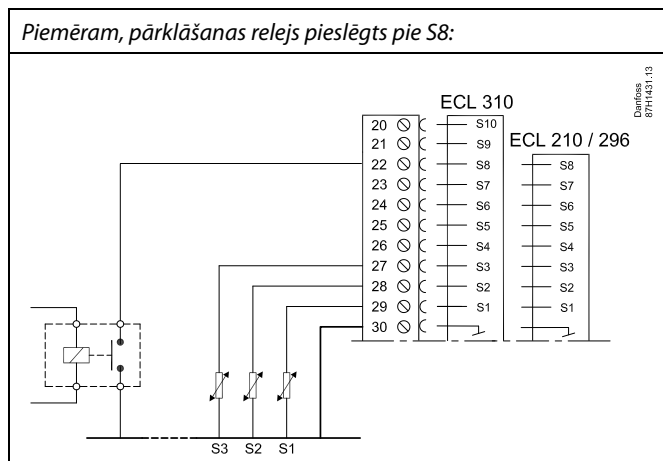 Piemēram, pārklāšanas relejs pieslēgts pie S8:
Danfoss
87H1431.13
ECL 310
ECL 210 / 296
20 S10
21 S9
22 S8 S8
23 S7 S7
24 S6 S6
25 S5 S5
26 S4 S4
27 S3 S3
28 S2 S2
29 S1 S1
30
S3 S2 S1